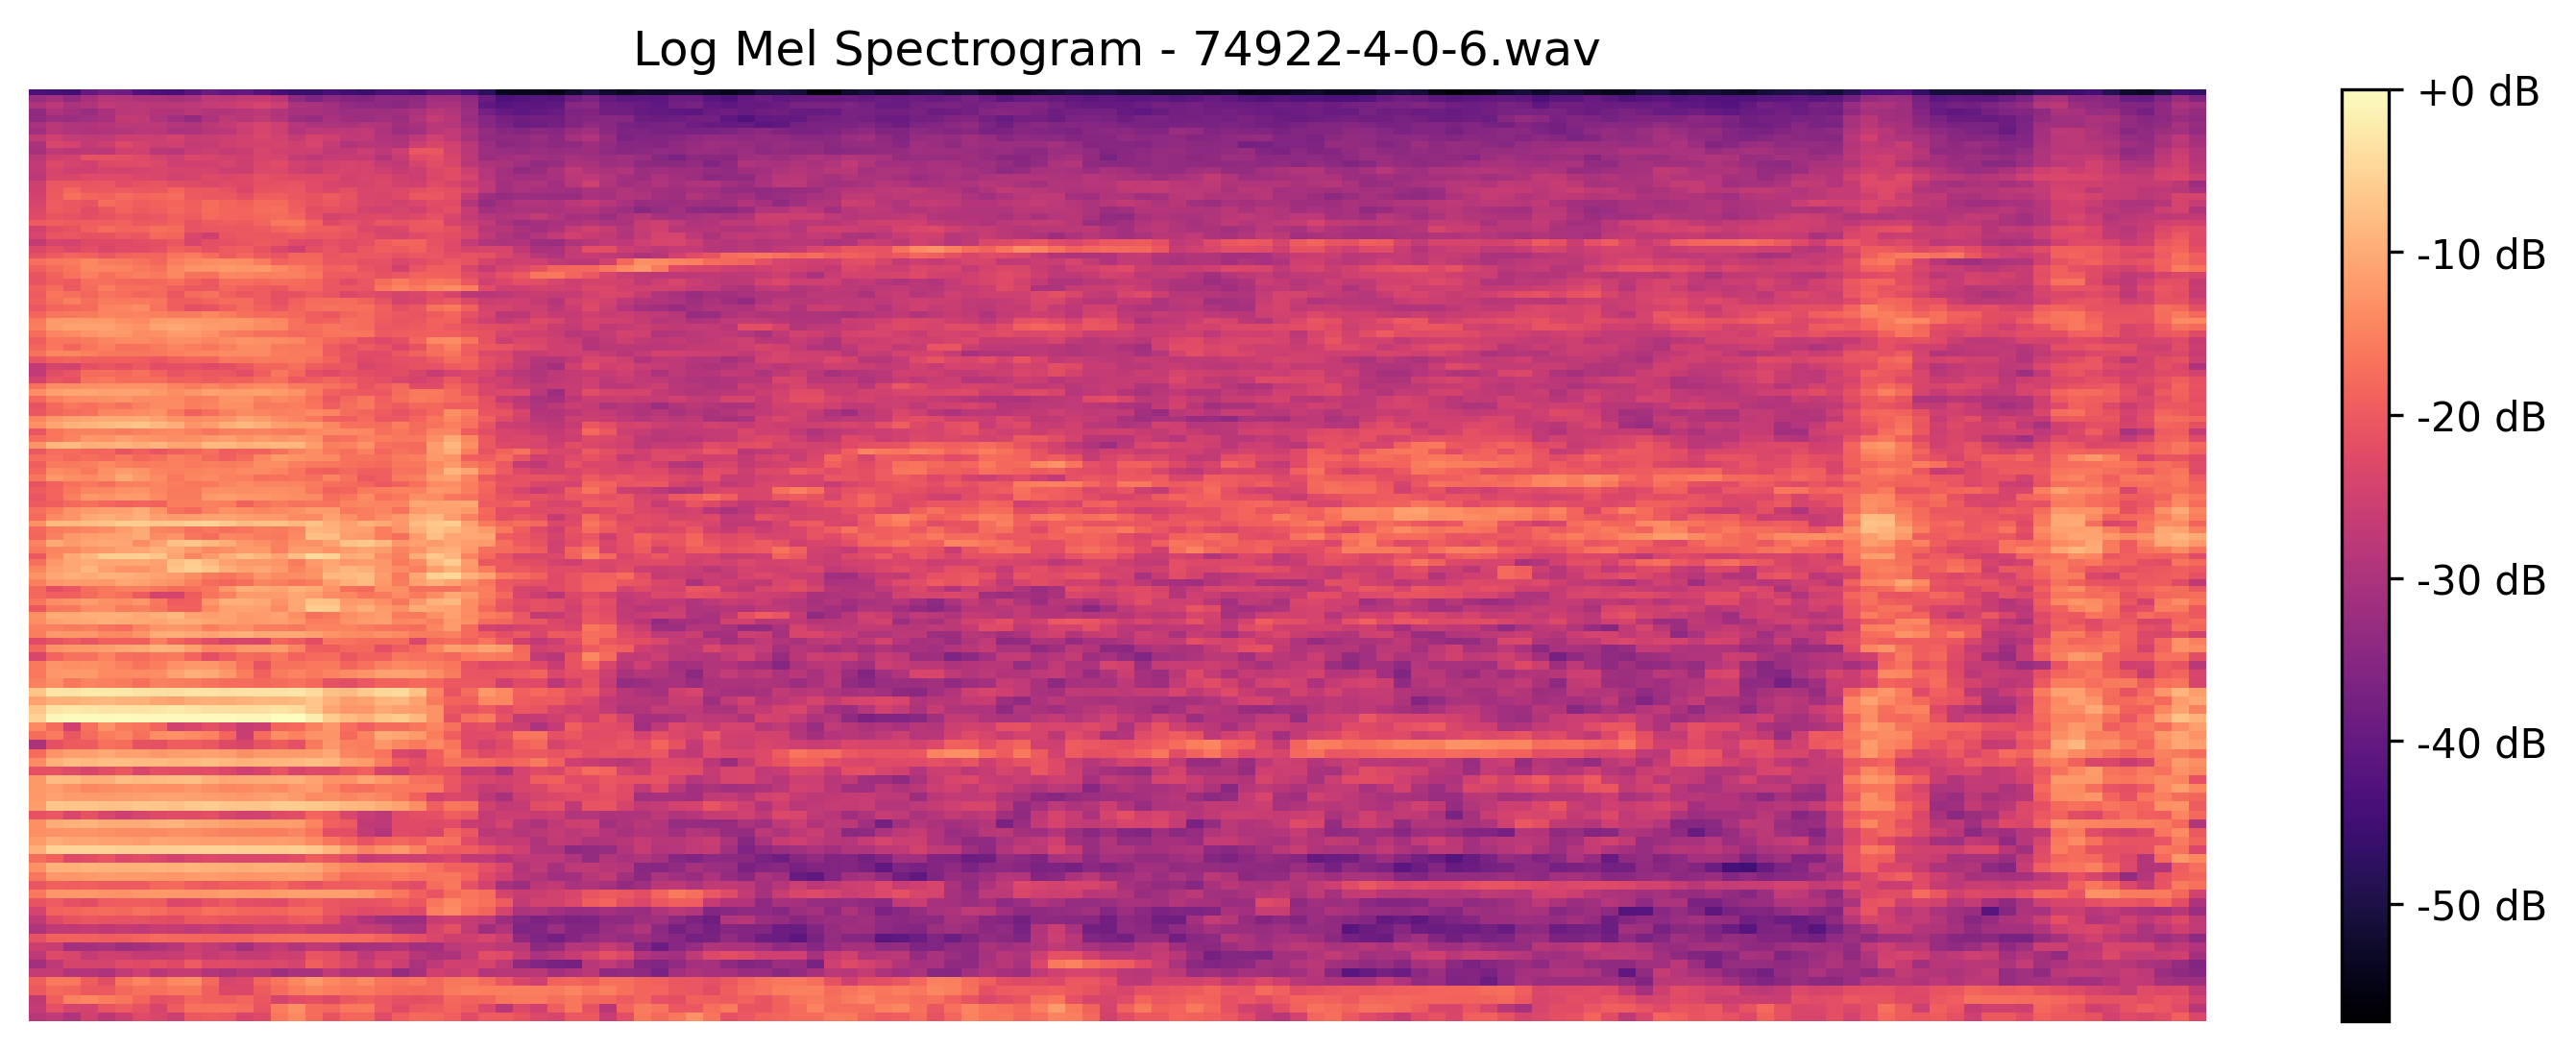 Log Mel Spectrogram - 74922-4-0-6.wav
+0 dB
-10 dB
-20 dB
-30 dB
-40 dB
-50 dB